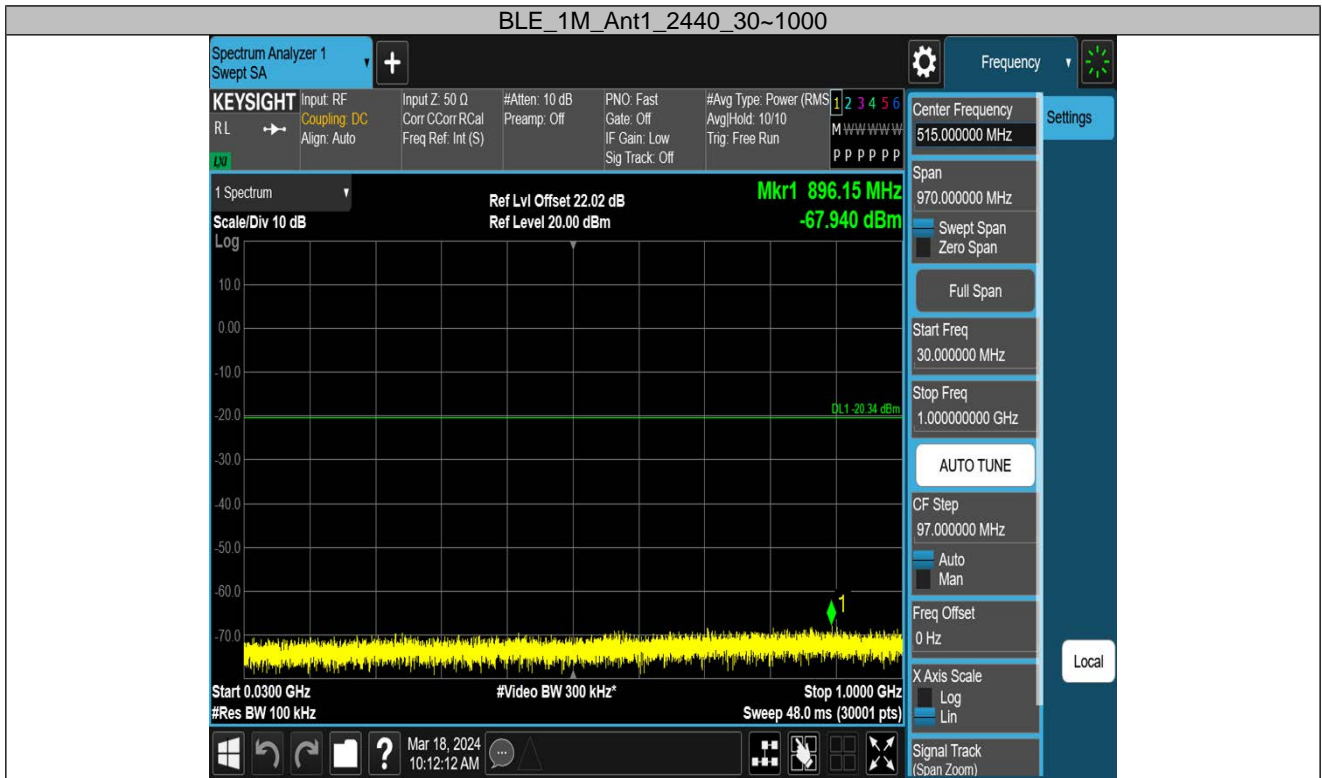 BLE_1M_Ant1_2440_30~1000
Spectrum Analyzer 1
Swept SA
+
Frequency
KEYSIGHT
RL
LXI
Input: RF
Coupling: DC
Align: Auto
Input Z: 50 Ω
Corr CCorr RCal
Freq Ref: Int (S)
#Atten: 10 dB
Preamp: Off
PNO: Fast
Gate: Off
IF Gain: Low
Sig Track: Off
#Avg Type: Power (RMS
Avg|Hold: 10/10
Trig: Free Run
1 2 3 4 5 6
M W W W W W
P P P P P P
1 Spectrum
Scale/Div 10 dB
Log
Ref Lvl Offset 22.02 dB
Ref Level 20.00 dBm
Mkr1 896.15 MHz
-67.940 dBm
10.0
0.00
-10.0
-20.0
DL1 -20.34 dBm
-30.0
-40.0
-50.0
-60.0
1
-70.0
Start 0.0300 GHz
#Res BW 100 kHz
#Video BW 300 kHz*
Stop 1.0000 GHz
Sweep 48.0 ms (30001 pts)
?
Mar 18, 2024
10:12:12 AM
Center Frequency
515.000000 MHz
Settings
Span
970.000000 MHz
Swept Span
Zero Span
Full Span
Start Freq
30.000000 MHz
Stop Freq
1.000000000 GHz
AUTO TUNE
CF Step
97.000000 MHz
Auto
Man
Freq Offset
0 Hz
Local
X Axis Scale
Log
Lin
Signal Track
(Span Zoom)